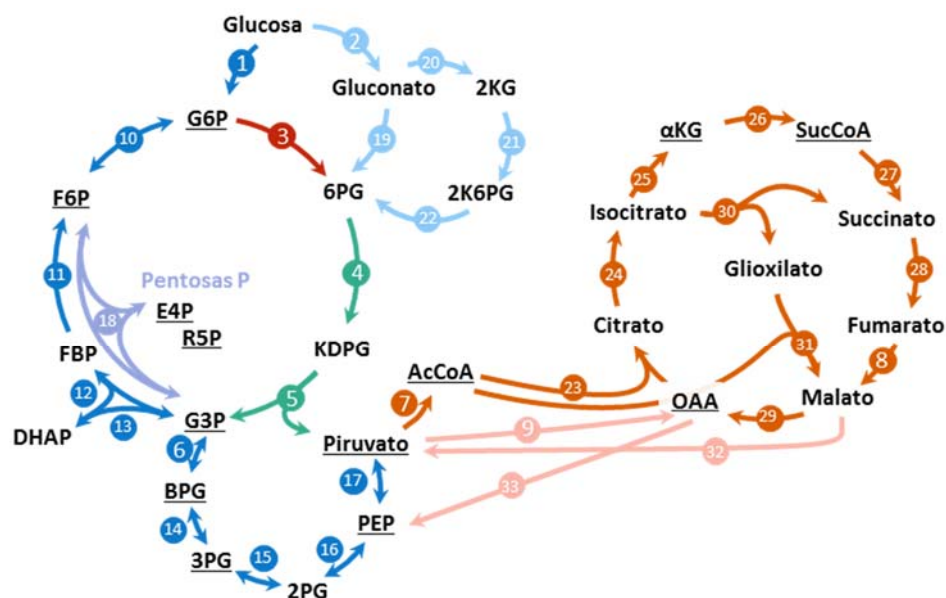 Glucosa
1
2
20
Gluconato
2KG
G6P
3
10
19
21
26
αKG
SucCoA
25
27
6PG
2K6PG
F6P
22
Isocitrato
30
Succinato
11
4
24
28
Glioxilato
Pentosas P
E4P
18
R5P
Citrato
Fumarato
31
8
FBP
KDPG
AcCoA
12
5
7
23
OAA
Malato
DHAP
13
G3P
29
9
6
Piruvato
32
17
33
BPG
14
PEP
16
3PG
15
2PG